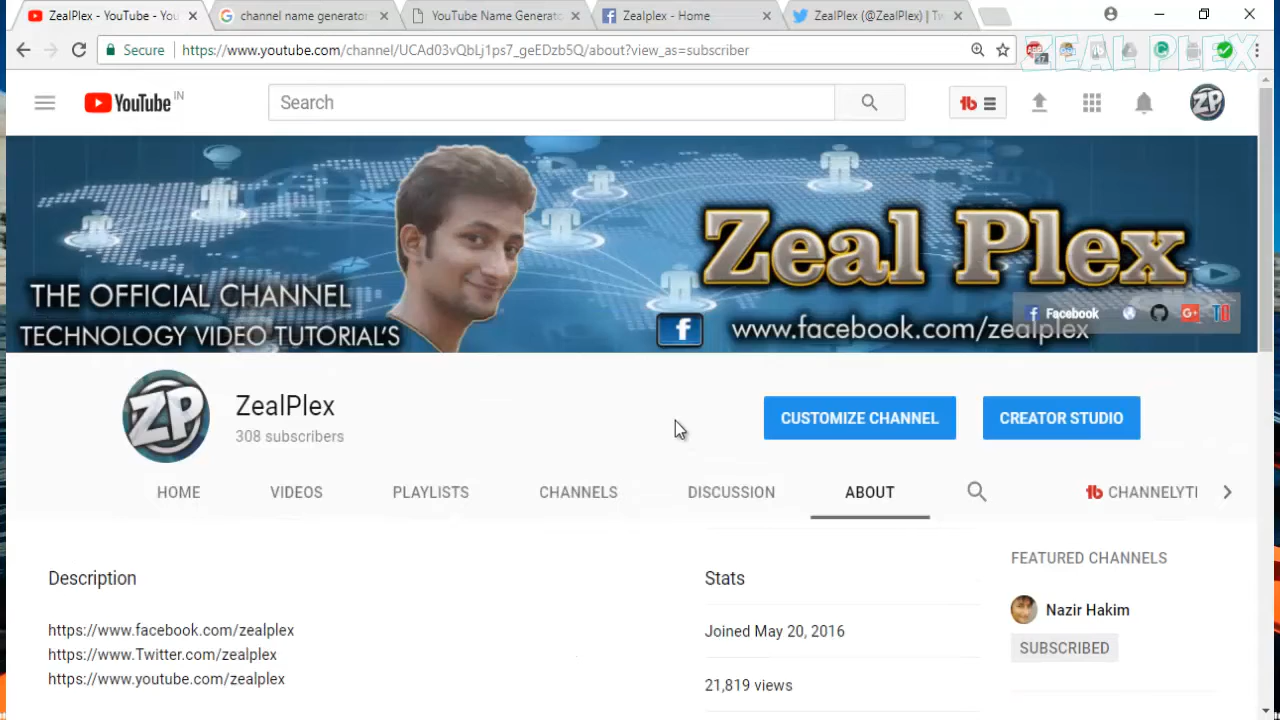 ZealPlex - YouTube - You
channel name generator
YouTube Name Generato
Zealplex - Home
ZealPlex (@ZealPlex) | Tw
Secure
https://www.youtube.com/channel/UCAd03vQbLj1ps7_geEDZb5Q/about?view_as=subscriber
ZEAL PLEX
YouTube IN
Search
THE OFFICIAL CHANNEL
TECHNOLOGY VIDEO TUTORIAL'S
Zeal Plex
www.facebook.com/zealplex
Facebook
ZP
ZealPlex
308 subscribers
CUSTOMIZE CHANNEL
CREATOR STUDIO
HOME
VIDEOS
PLAYLISTS
CHANNELS
DISCUSSION
ABOUT
CHANNELYTI
Description
https://www.facebook.com/zealplex
https://www.Twitter.com/zealplex
https://www.youtube.com/zealplex
Stats
Joined May 20, 2016
21,819 views
FEATURED CHANNELS
Nazir Hakim
SUBSCRIBED